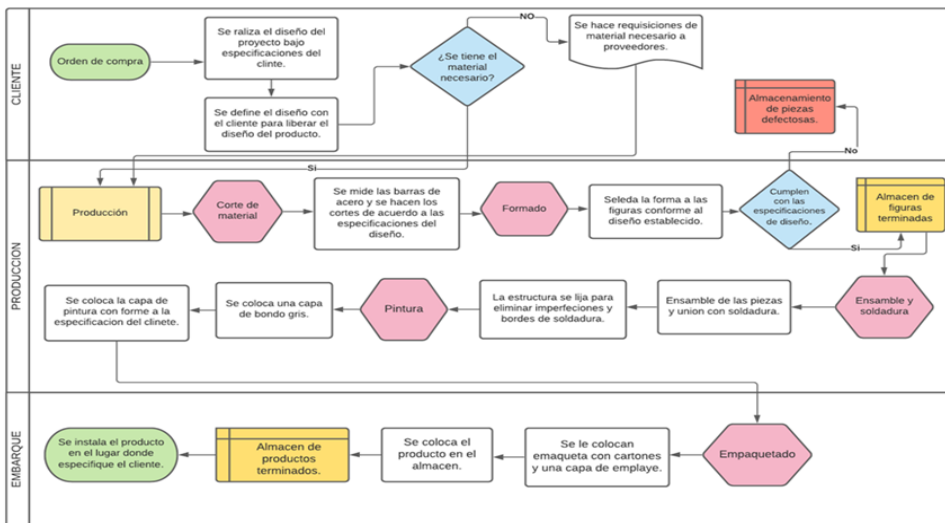 CLIENTE
Orden de compra
Se raliza el diseño del
proyecto bajo
especificaciones del
clinte.
Se define el diseño con
el cliente para liberar el
diseño del producto.
¿Se tiene el
material
necesario?
NO
Se hace requisiciones de
material necesario a
proveedores.
Almacenamiento
de piezas
defectosas.
No
Si
PRODUCCION
Producción
Corte de
material
Se mide las barras de
acero y se hacen los
cortes de acuerdo a las
especificaciones del
diseño.
Formado
Seleda la forma a las
figuras conforme al
diseño establecido.
Cumplen
con las
especificaciones
de diseño.
Si
Almacen de
figuras
terminadas
Ensamble y
soldadura
Ensamble de las piezas
y union con soldadura.
La estructura se lija para
eliminar imperfeciones y
bordes de soldadura.
Pintura
Se coloca una capa
de bondo gris.
Se coloca la capa de
pintura con forme a la
especificacion del clinete.
EMBARQUE
Empaquetado
Se le colocan
emaqueta con cartones
y una capa de emplaye.
Se coloca el
producto en el
almacen.
Almacen de
productos
terminados.
Se instala el producto
en el lugar donde
especifique el cliente.